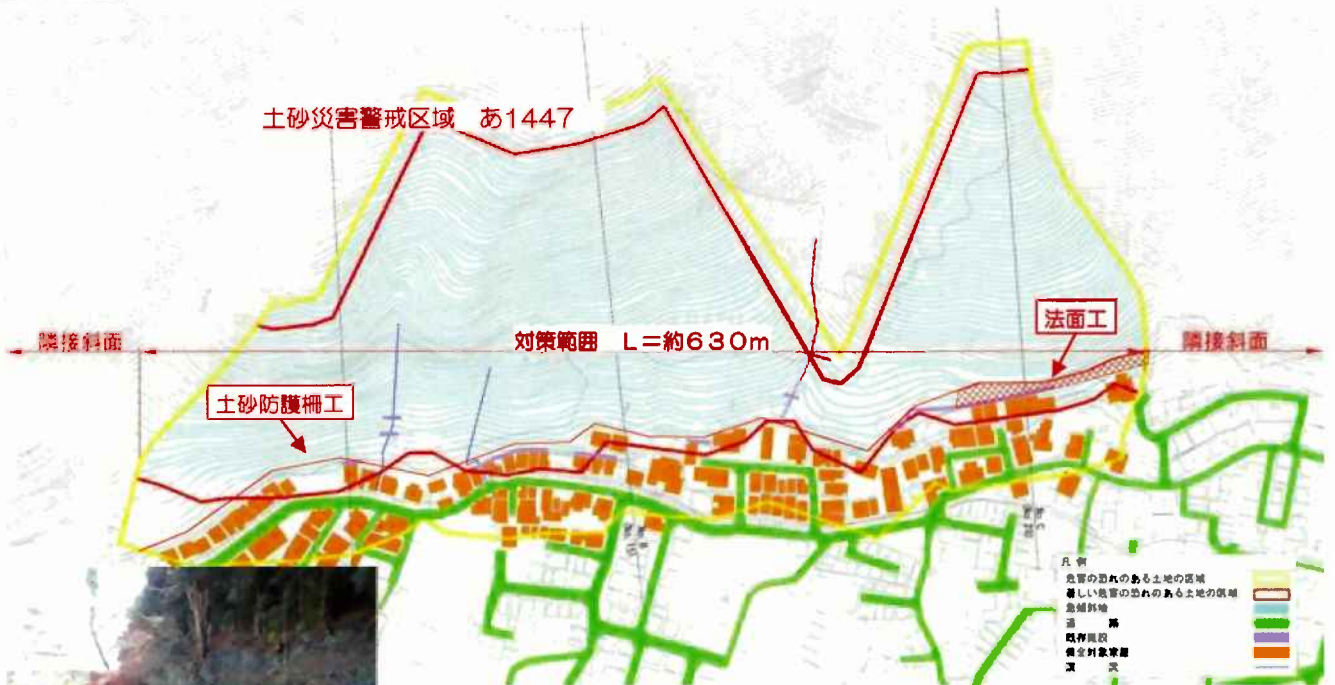 土砂災害警戒区域 あ1447
隣接斜面
対策範囲 L=約630m
法面工
隣接斜面
土砂防護柵工
凡例
危害の恐れのある土地の区域
著しい危害の恐れのある土地の区域
急傾斜地
道 路
既存施設
保全対象家屋